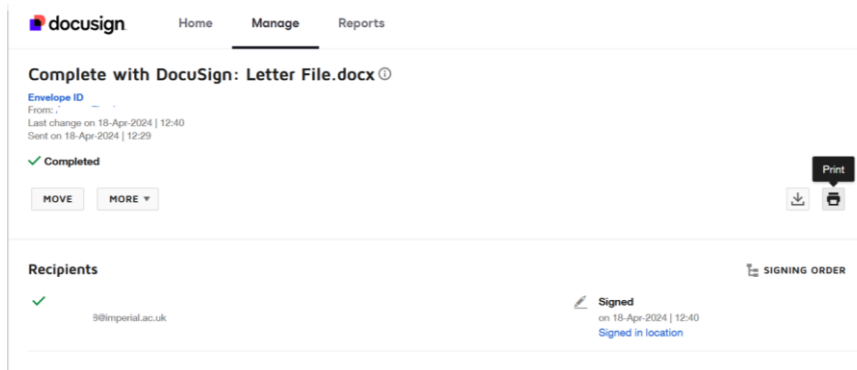 docusign Home Manage Reports
Complete with DocuSign: Letter File.docx
Envelope ID
From:
Last change on 18-Apr-2024 | 12:40
Sent on 18-Apr-2024 | 12:29
Completed
Print
MOVE MORE
Recipients SIGNING ORDER
Signed
9@imperial.ac.uk on 18-Apr-2024 | 12:40
Signed in location